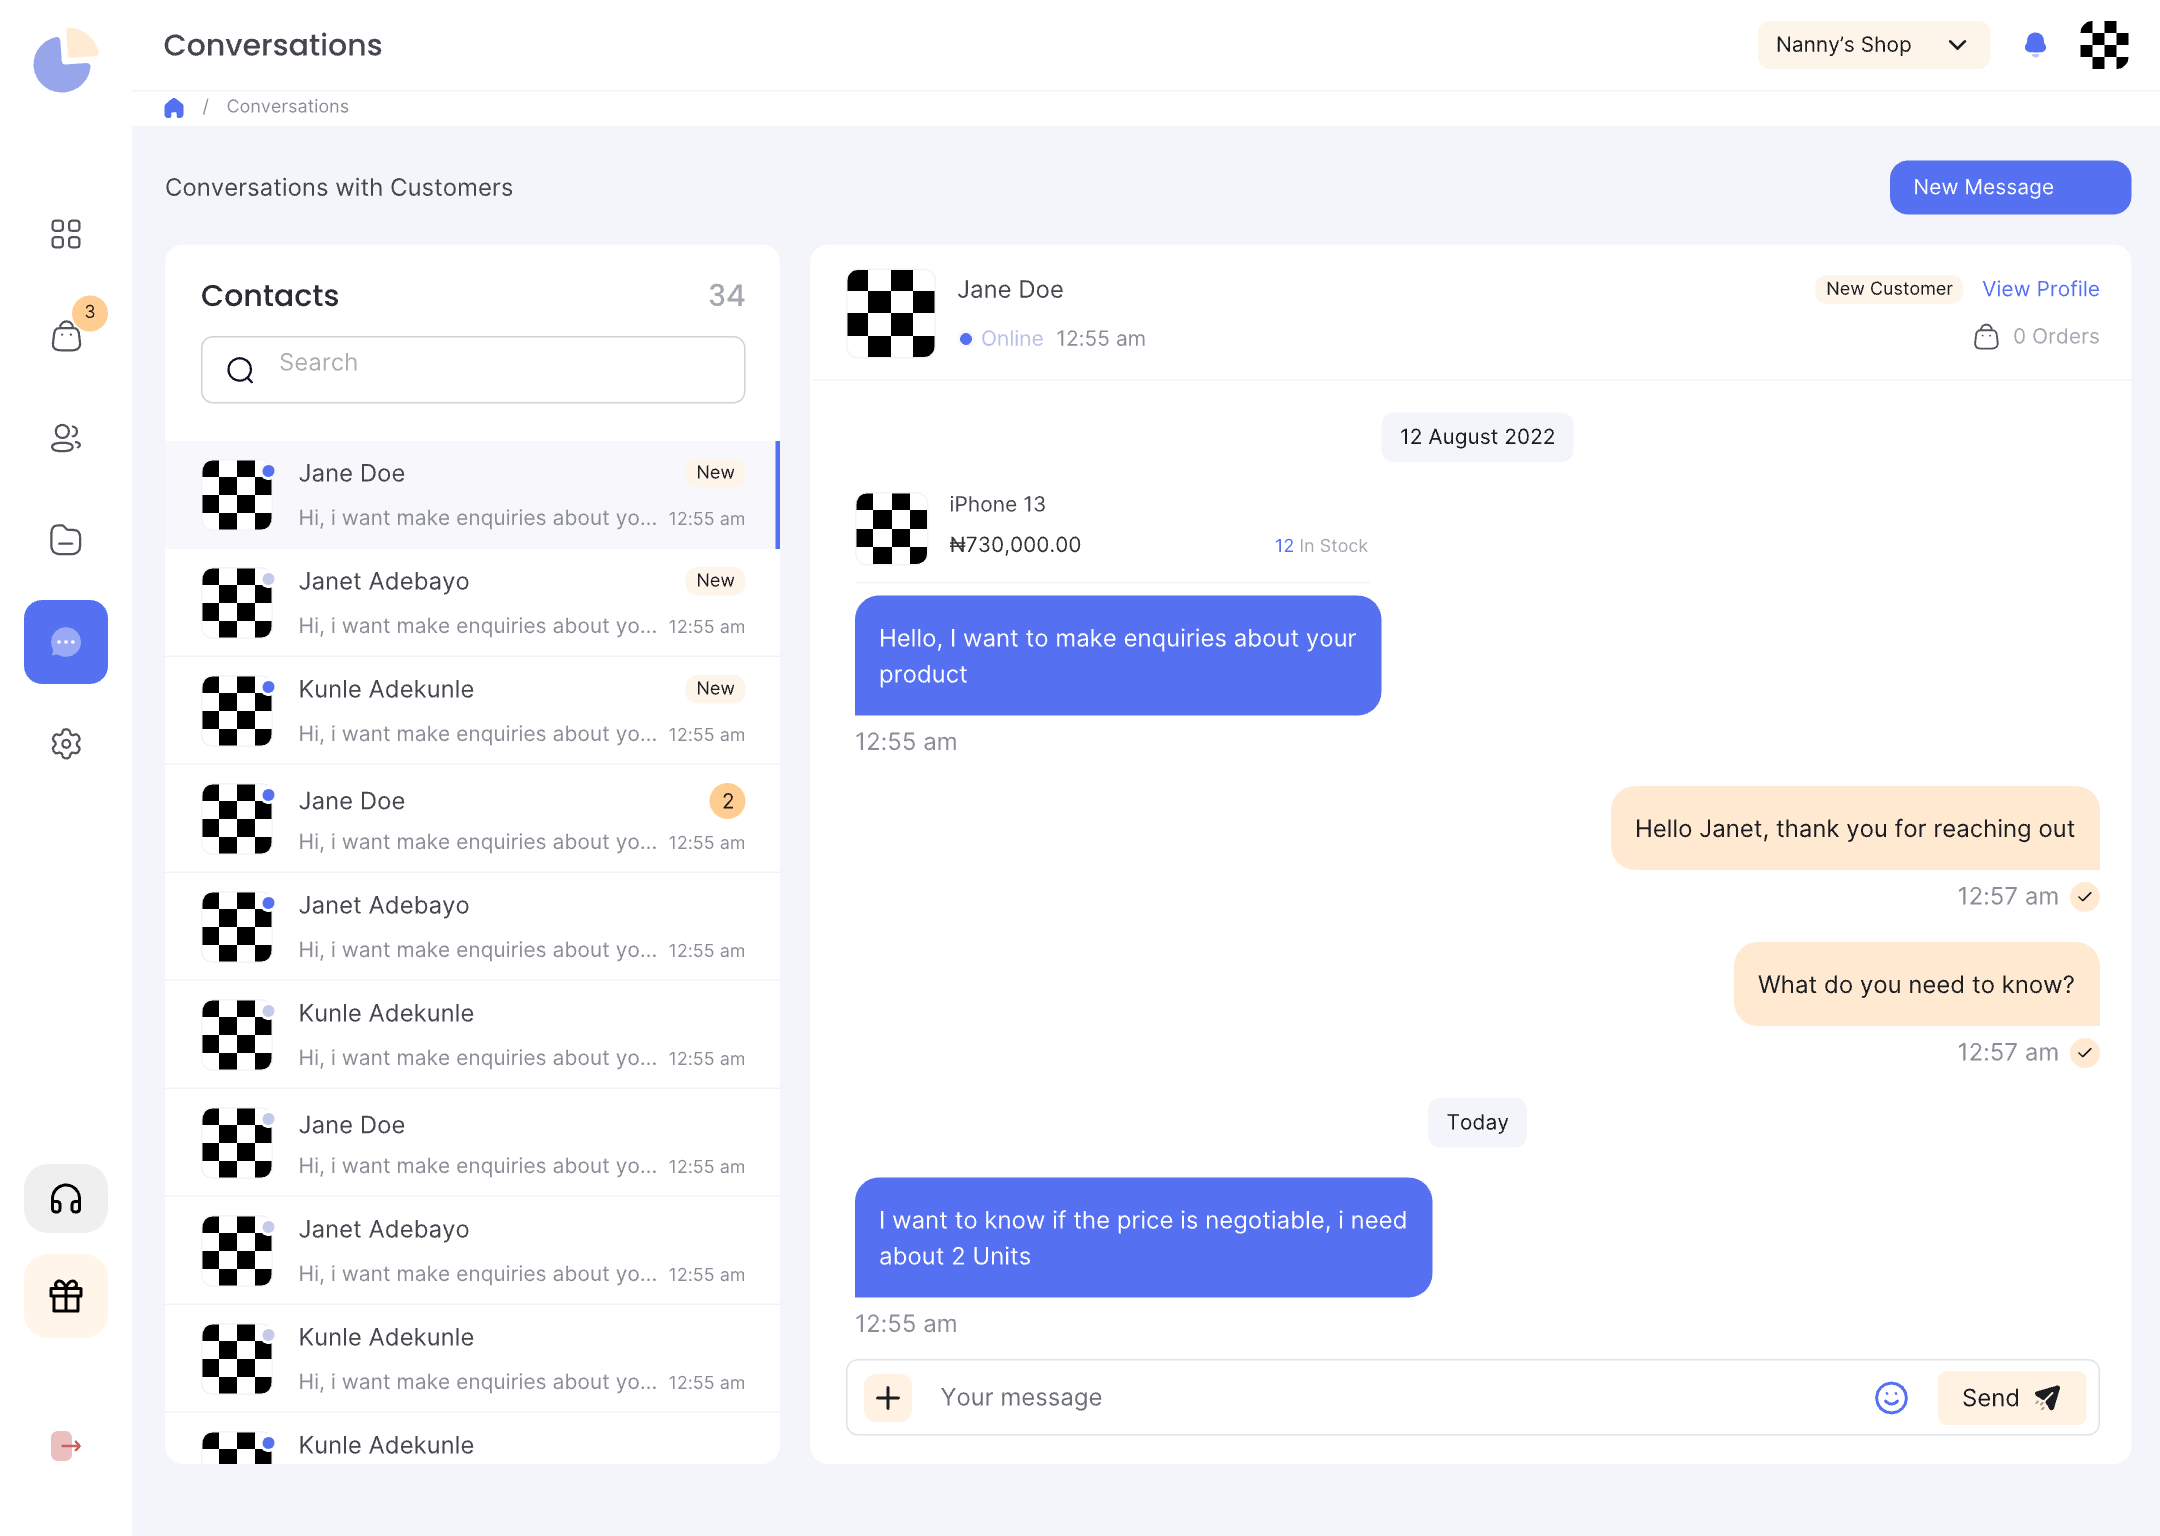 Conversations
Nanny's Shop
/ Conversations
3
Conversations with Customers
New Message
Contacts
34
Search
Jane Doe
New
Hi, i want make enquiries about yo... 12:55 am
Janet Adebayo
New
Hi, i want make enquiries about yo... 12:55 am
Kunle Adekunle
New
Hi, i want make enquiries about yo... 12:55 am
Jane Doe
2
Hi, i want make enquiries about yo... 12:55 am
Janet Adebayo
Hi, i want make enquiries about yo... 12:55 am
Kunle Adekunle
Hi, i want make enquiries about yo... 12:55 am
Jane Doe
Hi, i want make enquiries about yo... 12:55 am
Janet Adebayo
Hi, i want make enquiries about yo... 12:55 am
Kunle Adekunle
Hi, i want make enquiries about yo... 12:55 am
Kunle Adekunle
Jane Doe
New Customer
View Profile
Online 12:55 am
0 Orders
12 August 2022
iPhone 13
₦730,000.00
12 In Stock
Hello, I want to make enquiries about your
product
12:55 am
Hello Janet, thank you for reaching out
12:57 am
What do you need to know?
12:57 am
Today
I want to know if the price is negotiable, i need
about 2 Units
12:55 am
Your message
Send